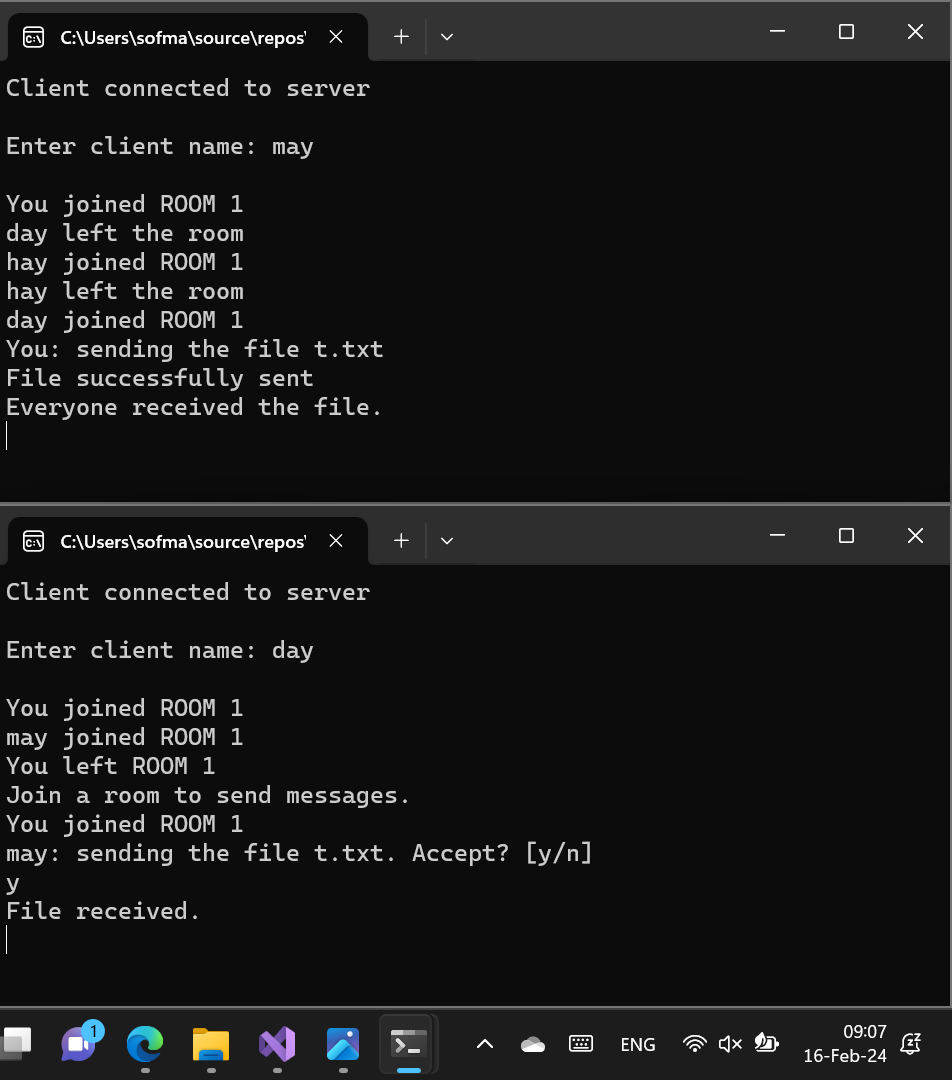 C:\Users\sofma\source\repos\
Client connected to server
Enter client name: may
You joined ROOM 1
day left the room
hay joined ROOM 1
hay left the room
day joined ROOM 1
You: sending the file t.txt
File successfully sent
Everyone received the file.
C:\Users\sofma\source\repos\
Client connected to server
Enter client name: day
You joined ROOM 1
may joined ROOM 1
You left ROOM 1
Join a room to send messages.
You joined ROOM 1
may: sending the file t.txt. Accept? [y/n]
y
File received.
1
ENG
09:07
16-Feb-24